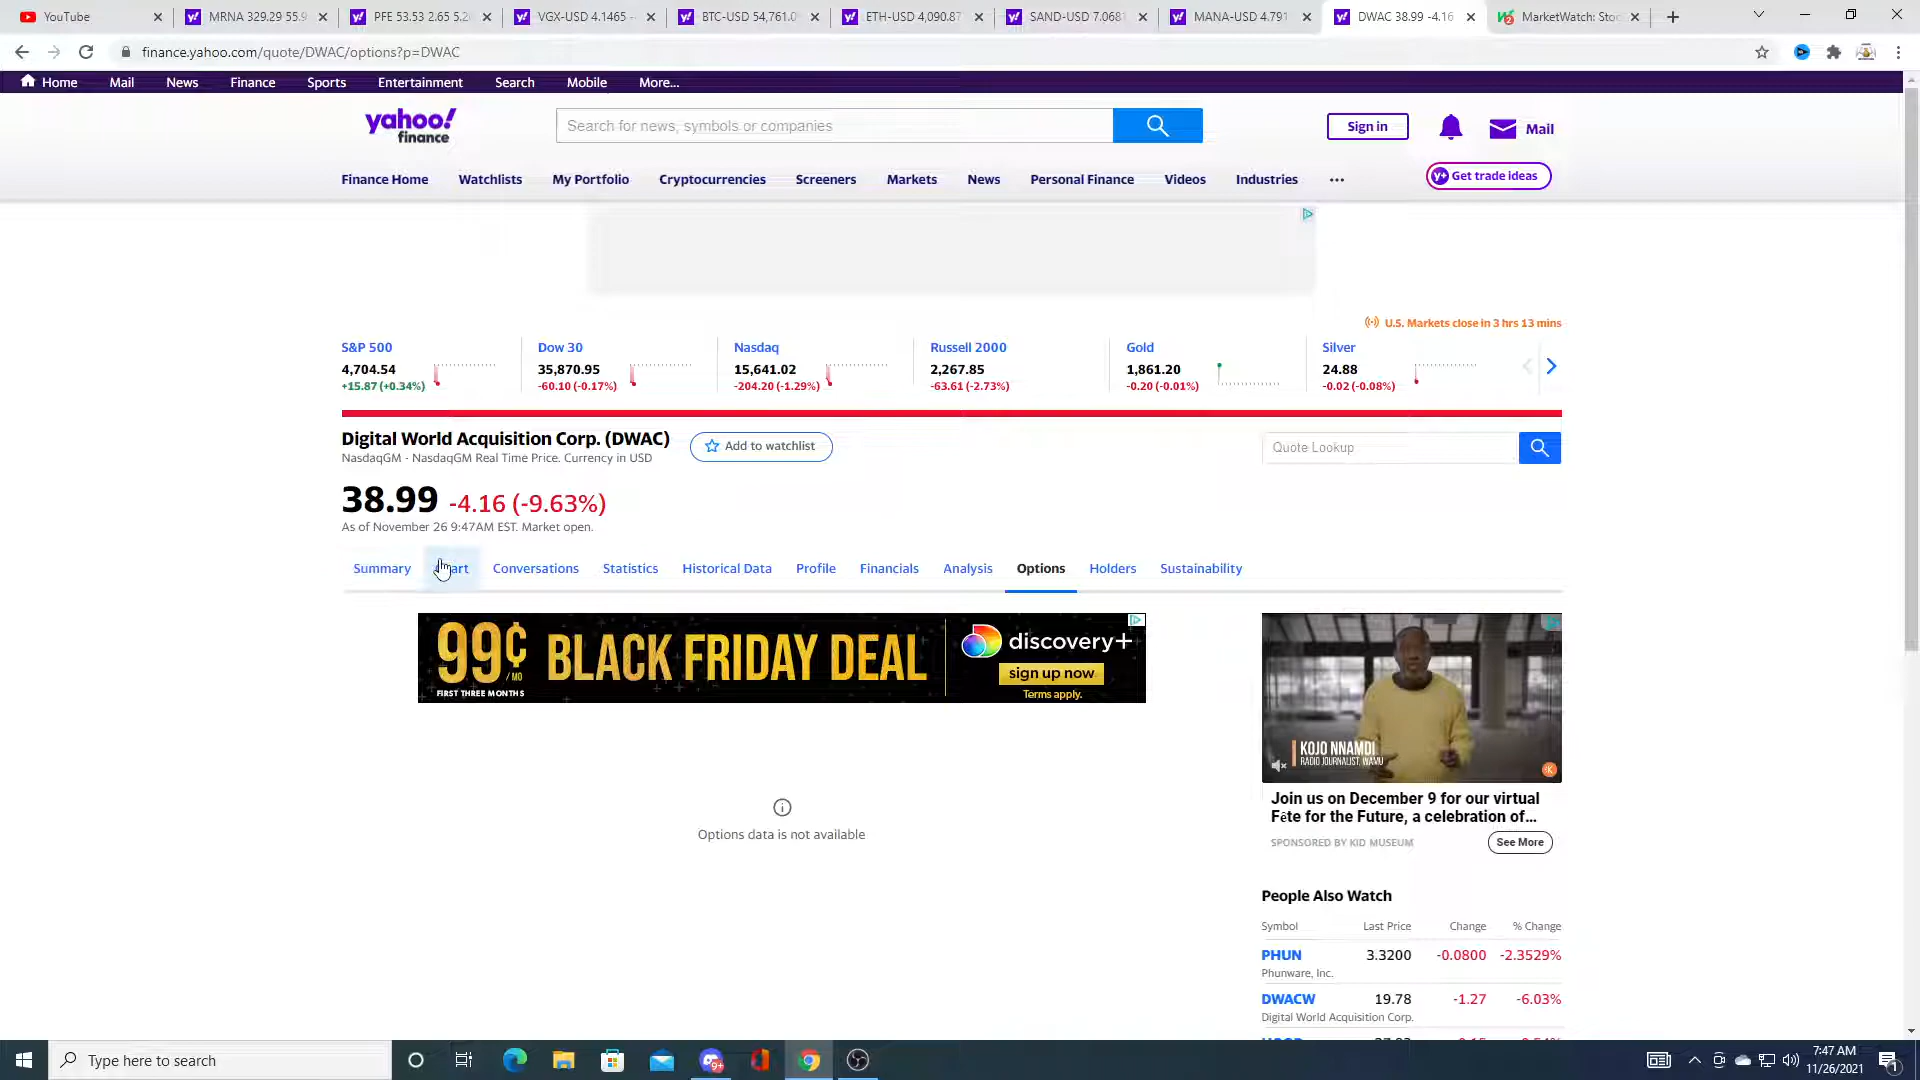 YouTube
MRNA 329.29 55.9
PFE 53.53 2.65 5.2
VGX-USD 4.1465 -
BTC-USD 54,761.0
ETH-USD 4,090.87
SAND-USD 7.0681
MANA-USD 4.791
DWAC 38.99 -4.16
MarketWatch: Stoc
finance.yahoo.com/quote/DWAC/options?p=DWAC
Home Mail News Finance Sports Entertainment Search Mobile More...
yahoo!
finance
Search for news, symbols or companies
Sign in
Mail
Finance Home Watchlists My Portfolio Cryptocurrencies Screeners Markets News Personal Finance Videos Industries ...
Get trade ideas
U.S. Markets close in 3 hrs 13 mins
S&P 500 Dow 30 Nasdaq Russell 2000 Gold Silver
4,704.54 35,870.95 15,641.02 2,267.85 1,861.20 24.88
+15.87 (+0.34%) -60.10 (-0.17%) -204.20 (-1.29%) -63.61 (-2.73%) -0.20 (-0.01%) -0.02 (-0.08%)
Digital World Acquisition Corp. (DWAC)
Add to watchlist
Quote Lookup
NasdaqGM - NasdaqGM Real Time Price. Currency in USD
38.99 -4.16 (-9.63%)
As of November 26 9:47AM EST. Market open.
Summary Conversations Statistics Historical Data Profile Financials Analysis Options Holders Sustainability
99¢ /MO
FIRST THREE MONTHS
BLACK FRIDAY DEAL
discovery+
sign up now
Terms apply.
KOJO NNAMDI
RADIO JOURNALIST, WAMU
Join us on December 9 for our virtual
Fête for the Future, a celebration of...
SPONSORED BY KID MUSEUM
See More
Options data is not available
People Also Watch
Symbol Last Price Change % Change
PHUN 3.3200 -0.0800 -2.3529%
Phunware, Inc.
DWACW 19.78 -1.27 -6.03%
Digital World Acquisition Corp.
Type here to search
7:47 AM
11/26/2021